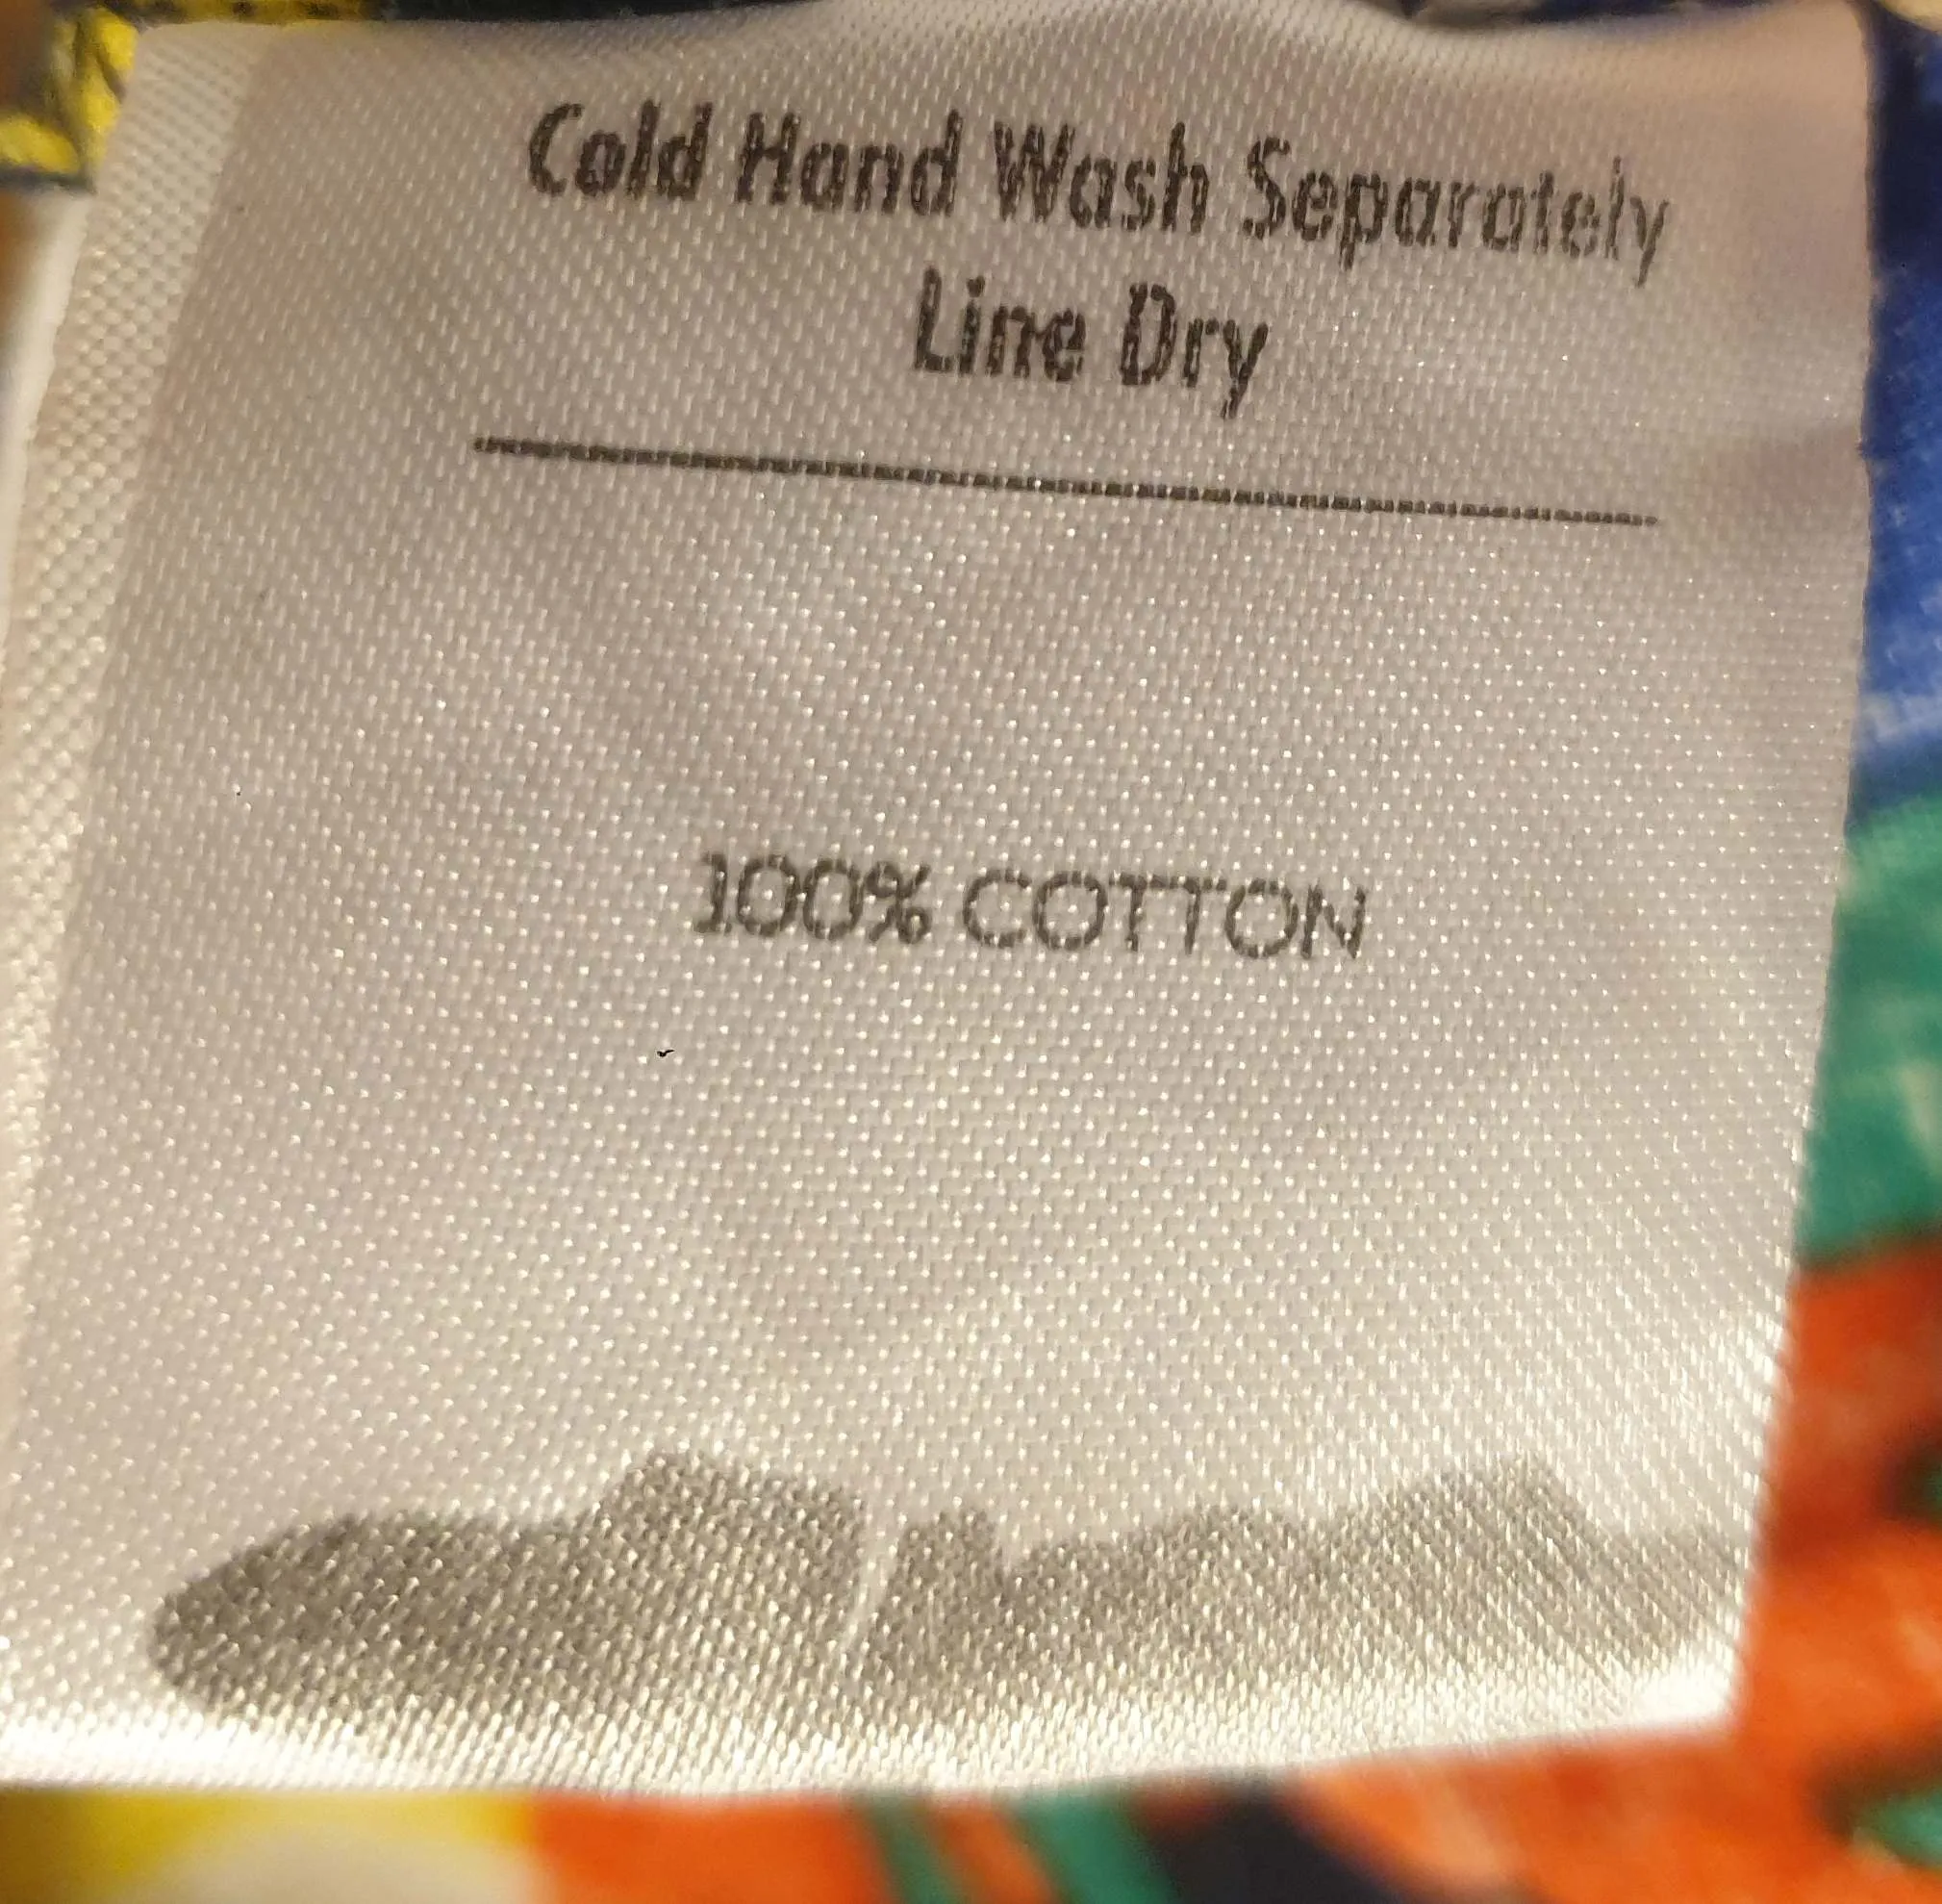 Cold Hand Wash Separately
Line Dry
100% COTTON